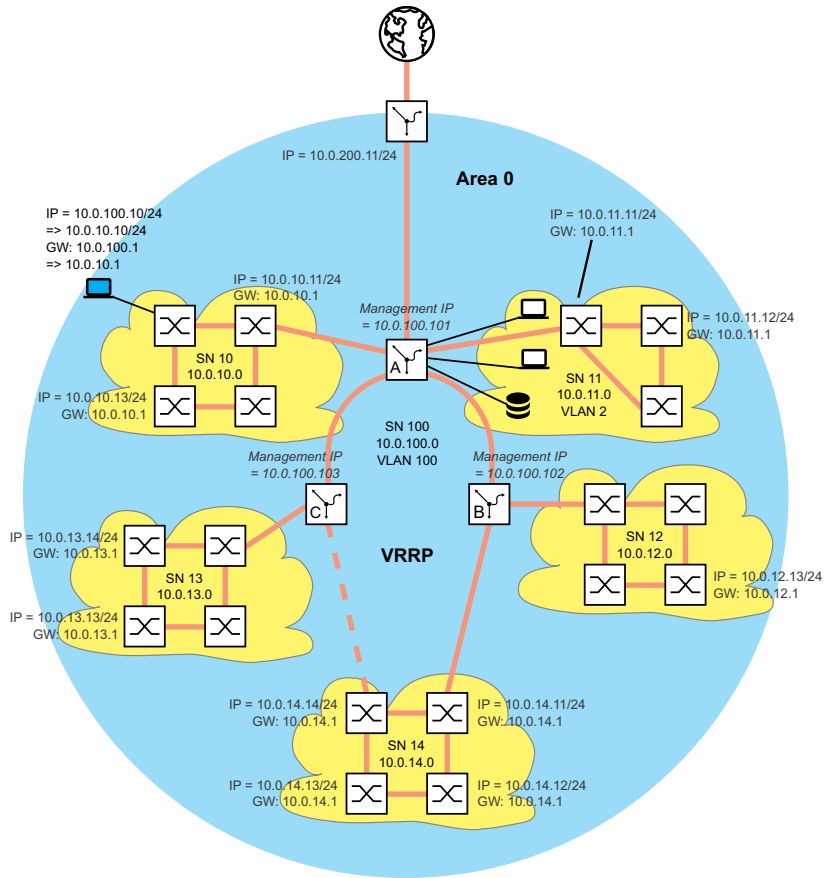 IP = 10.0.200.11/24
Area 0
IP = 10.0.100.10/24
=> 10.0.10.10/24
GW: 10.0.100.1
=> 10.0.10.1
IP = 10.0.11.11/24
GW: 10.0.11.1
IP = 10.0.10.11/24
GW: 10.0.10.1
Management IP
= 10.0.100.101
IP = 10.0.11.12/24
GW: 10.0.11.1
SN 10
10.0.10.0
A
SN 11
10.0.11.0
VLAN 2
IP = 10.0.10.13/24
GW: 10.0.10.1
SN 100
10.0.100.0
VLAN 100
Management IP
= 10.0.100.103
Management IP
= 10.0.100.102
C
B
IP = 10.0.13.14/24
GW: 10.0.13.1
SN 12
10.0.12.0
VRRP
SN 13
10.0.13.0
IP = 10.0.12.13/24
GW: 10.0.12.1
IP = 10.0.13.13/24
GW: 10.0.13.1
IP = 10.0.14.14/24
GW: 10.0.14.1
IP = 10.0.14.11/24
GW: 10.0.14.1
SN 14
10.0.14.0
IP = 10.0.14.13/24
GW: 10.0.14.1
IP = 10.0.14.12/24
GW: 10.0.14.1